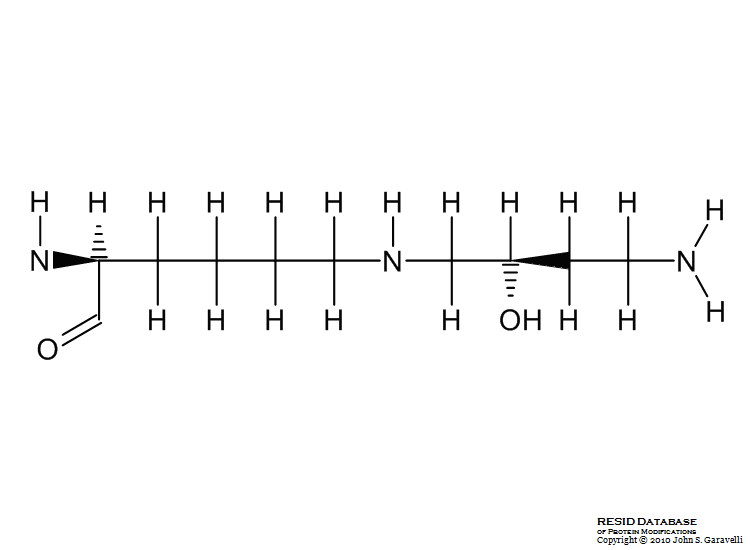 H H H H H H H H H H H H
N N N H
O H H H H H OH H H
RESID DATABASE
OF PROTEIN MODIFICATIONS
Copyright © 2010 John S. Garavelli